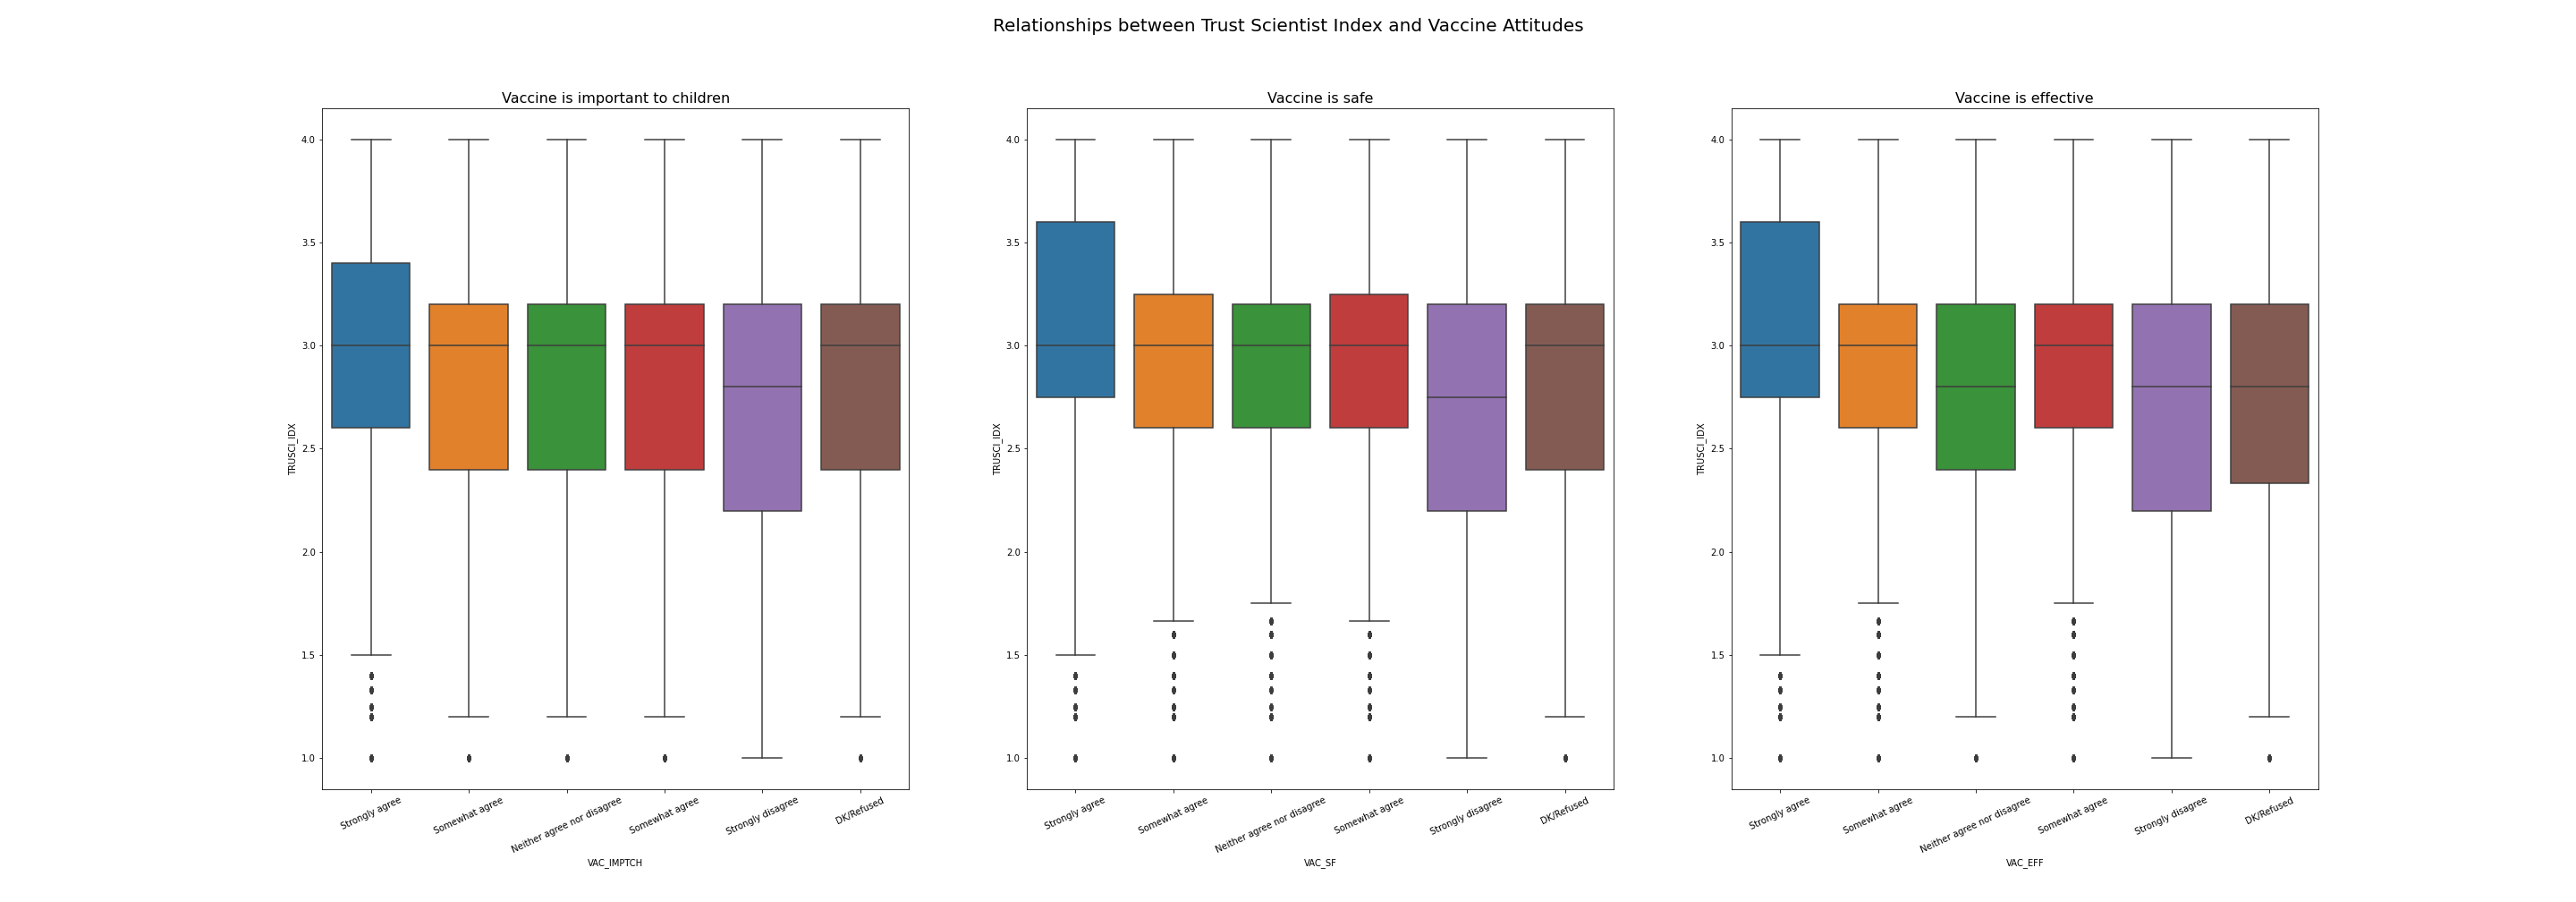 Relationships between Trust Scientist Index and Vaccine Attitudes
Vaccine is important to children
4.0
3.5
3.0
2.5
2.0
1.5
1.0
TRUSCI_IDX
Strongly agree
Somewhat agree
Neither agree nor disagree
Somewhat agree
Strongly disagree
DK/Refused
VAC_IMPTCH
Vaccine is safe
4.0
3.5
3.0
2.5
2.0
1.5
1.0
TRUSCI_IDX
Strongly agree
Somewhat agree
Neither agree nor disagree
Somewhat agree
Strongly disagree
DK/Refused
VAC_SF
Vaccine is effective
4.0
3.5
3.0
2.5
2.0
1.5
1.0
TRUSCI_IDX
Strongly agree
Somewhat agree
Neither agree nor disagree
Somewhat agree
Strongly disagree
DK/Refused
VAC_EFF